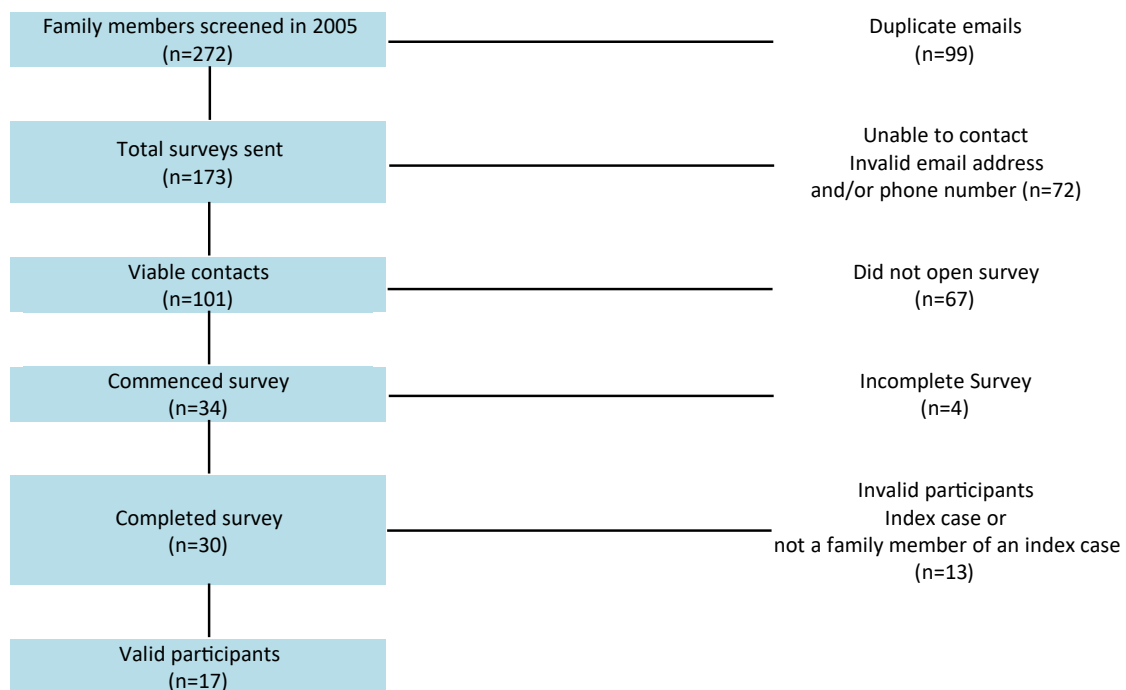 Family members screened in 2005
(n=272)
Duplicate emails
(n=99)
Total surveys sent
(n=173)
Unable to contact
Invalid email address
and/or phone number (n=72)
Viable contacts
(n=101)
Did not open survey
(n=67)
Commenced survey
(n=34)
Incomplete Survey
(n=4)
Completed survey
(n=30)
Invalid participants
Index case or
not a family member of an index case
(n=13)
Valid participants
(n=17)